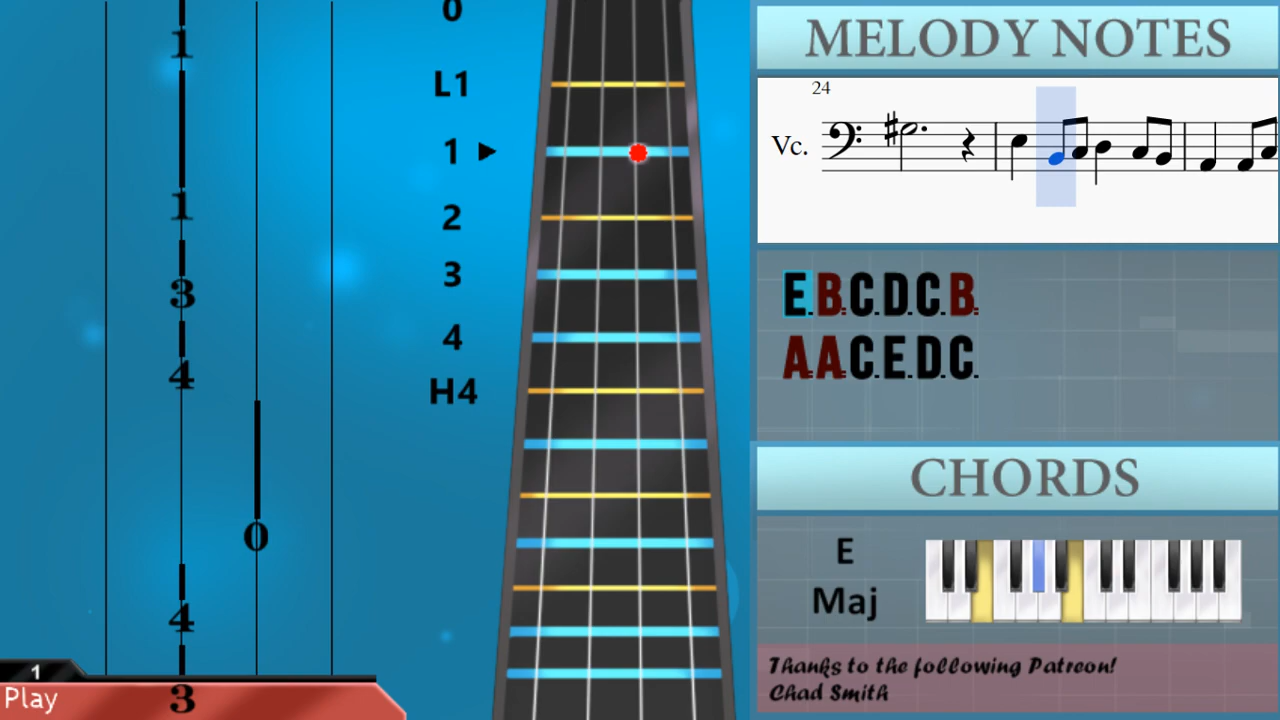 1
1
3
4
0
4
1
Play
3
0
L1
1
2
3
4
H4
MELODY NOTES
24
Vc.
E.B.C.D.C.B.
A.A.C.E.D.C.
CHORDS
E
Maj
Thanks to the following Patreon!
Chad Smith